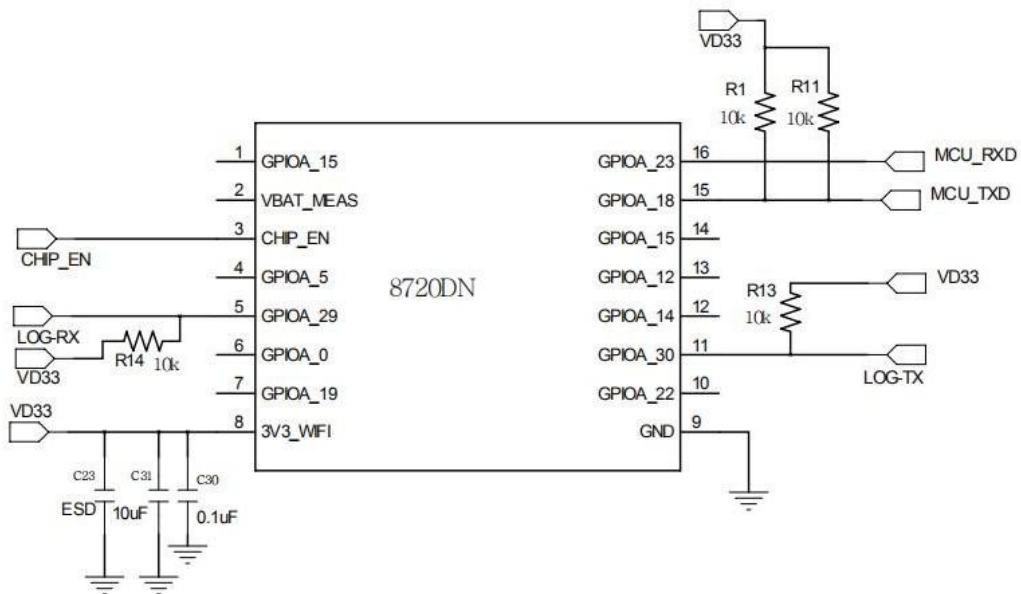 VD33
R1
10k
R11
10k
1 GPIOA_15
GPIOA_23 16
MCU_RXD
2 VBAT_MEAS
GPIOA_18 15
MCU_TXD
CHIP_EN
3 CHIP_EN
GPIOA_15 14
4 GPIOA_5
8720DN
GPIOA_12 13
VD33
R13
10k
LOG-RX
5 GPIOA_29
GPIOA_14 12
VD33
R14
10k
6 GPIOA_0
GPIOA_30 11
LOG-TX
7 GPIOA_19
GPIOA_22 10
VD33
8 3V3_WIFI
GND 9
C23
ESD
C31
10uF
C30
0.1uF